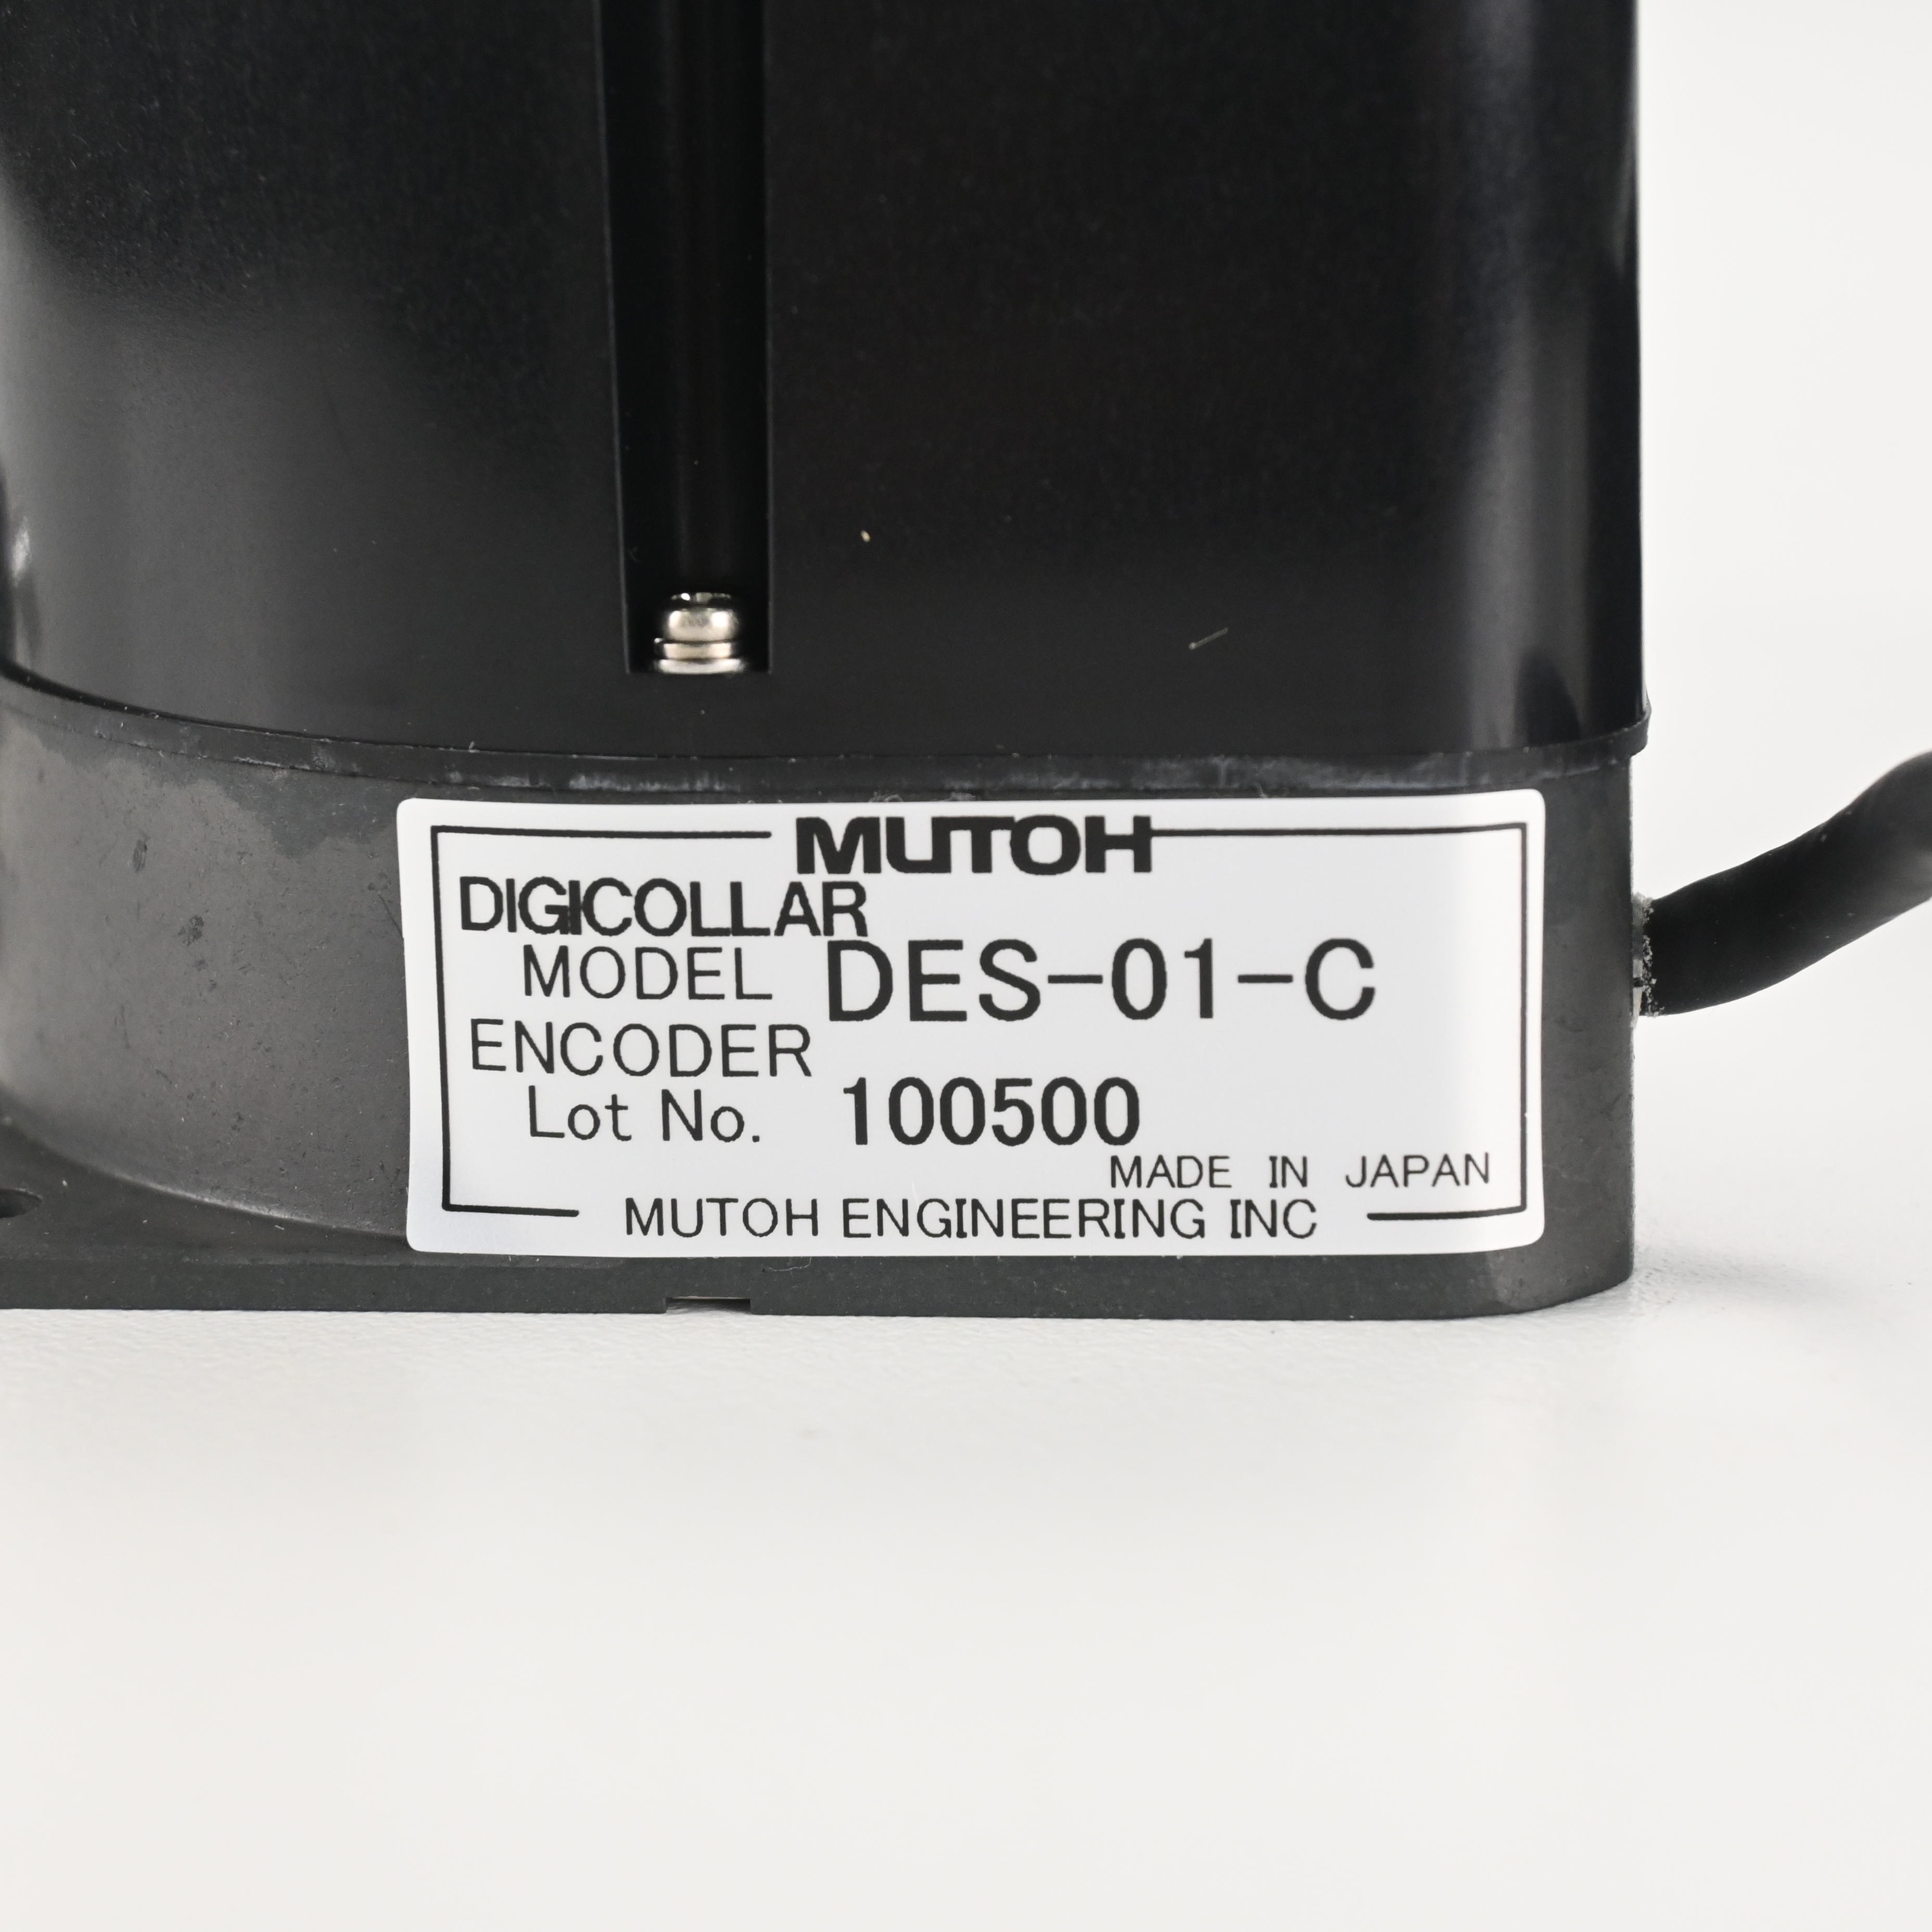 MUTOH
DIGICOLLAR
MODEL DES-01-C
ENCODER
Lot No. 100500
MADE IN JAPAN
MUTOH ENGINEERING INC